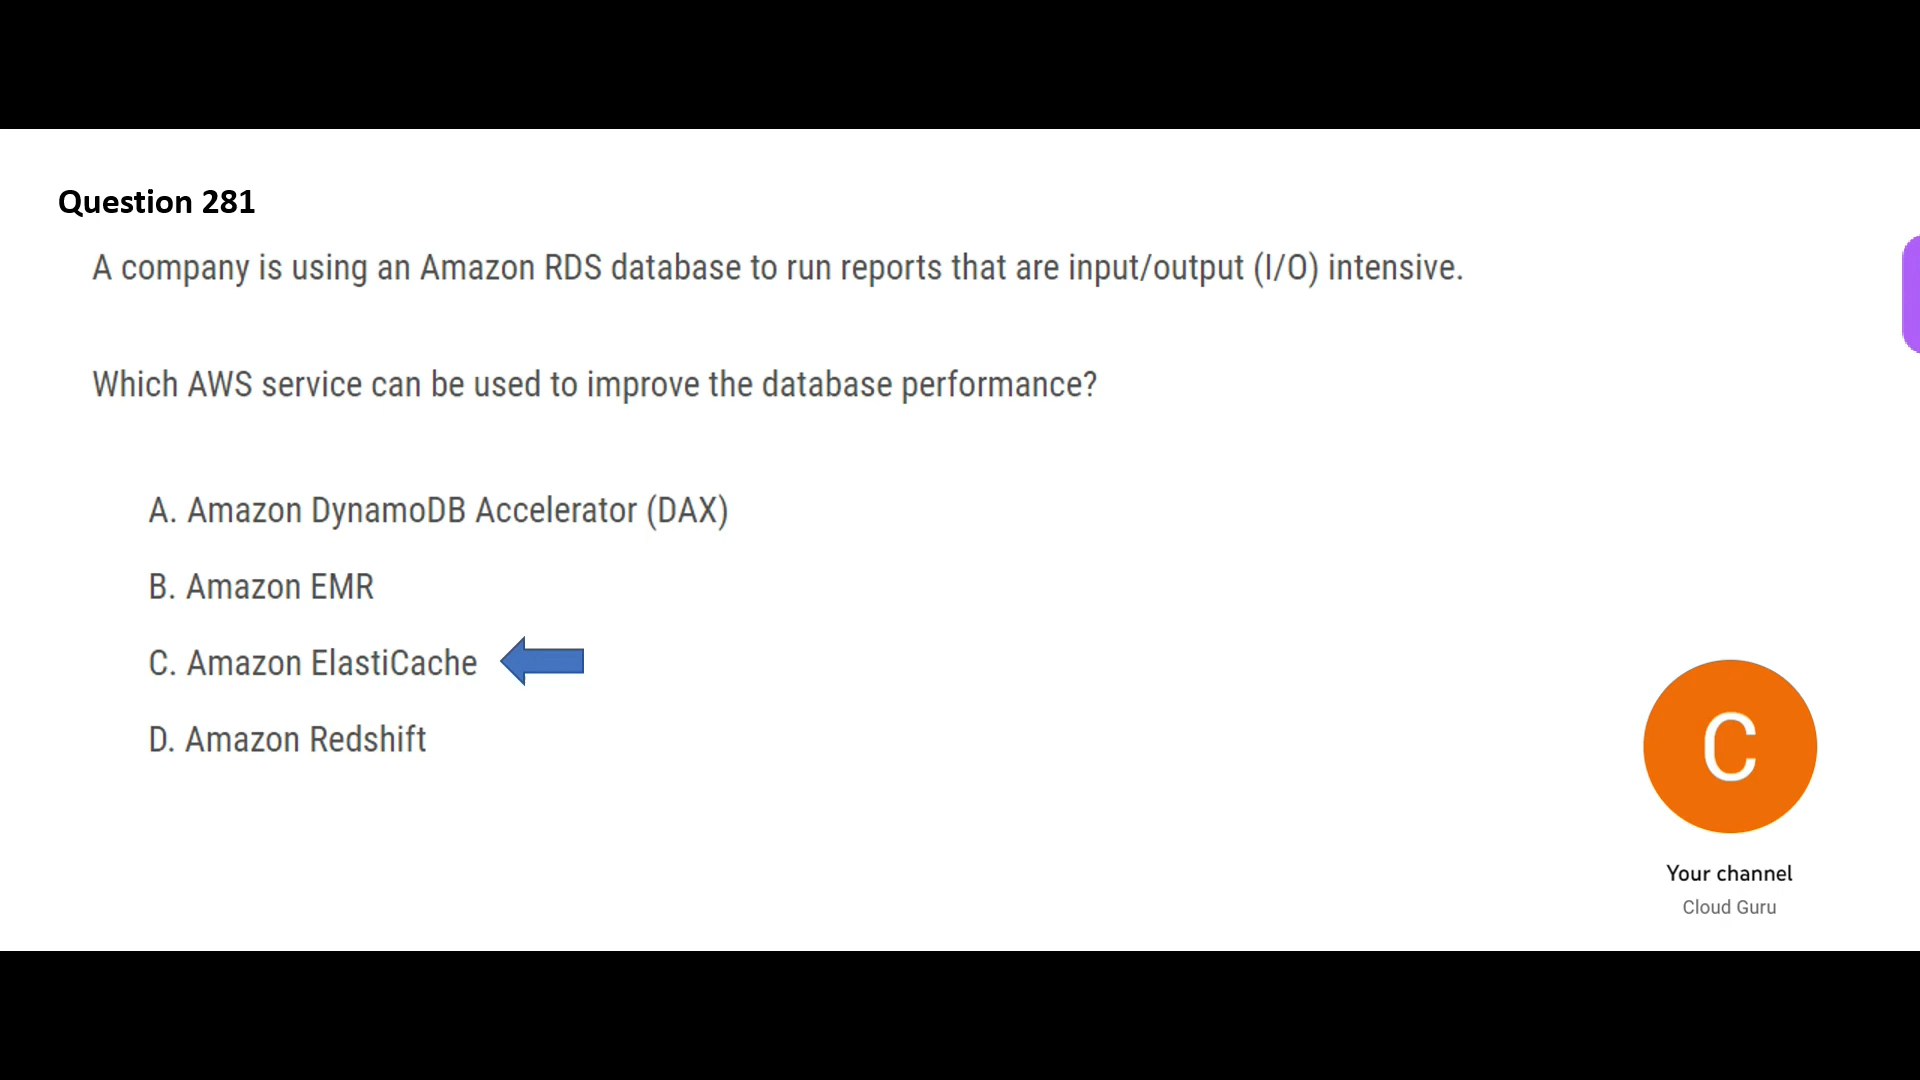 Question 281
A company is using an Amazon RDS database to run reports that are input/output (I/O) intensive.
Which AWS service can be used to improve the database performance?
A. Amazon DynamoDB Accelerator (DAX)
B. Amazon EMR
C. Amazon ElastiCache
D. Amazon Redshift
C
Your channel
Cloud Guru